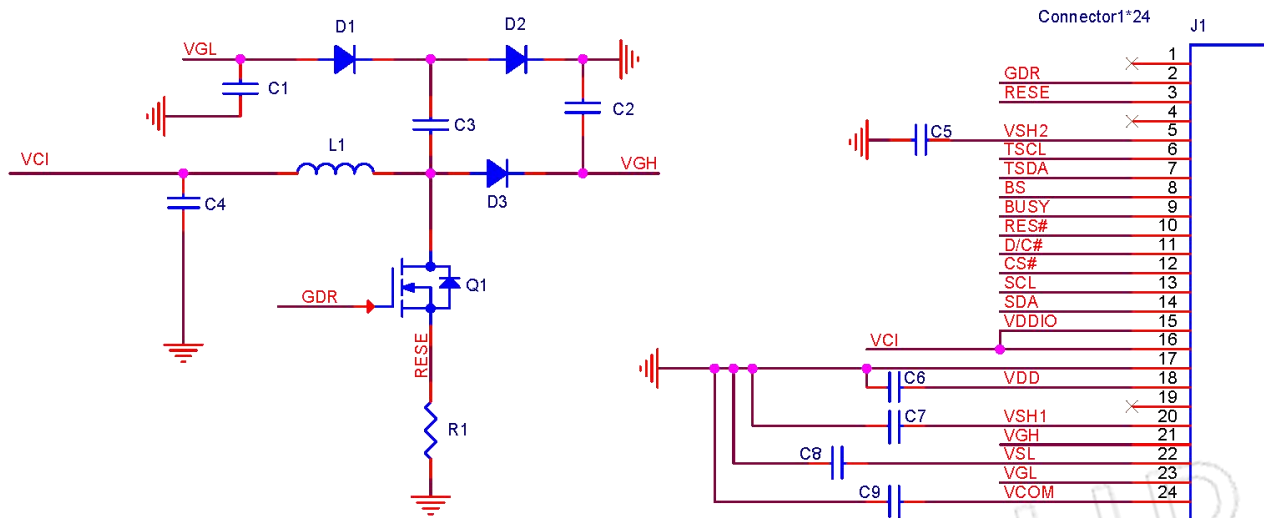 Connector1*24
J1
D1
D2
VGL
C1
C3
C2
VCI
L1
VGH
D3
C4
Q1
GDR
RESE
R1
1
GDR 2
RESE 3
4
C5 VSH2 5
TSCL 6
TSDA 7
BS 8
BUSY 9
RES# 10
D/C# 11
CS# 12
SCL 13
SDA 14
VDDIO 15
VCI 16
17
C6 VDD 18
19
C7 VSH1 20
VGH 21
C8 VSL 22
VGL 23
C9 VCOM 24